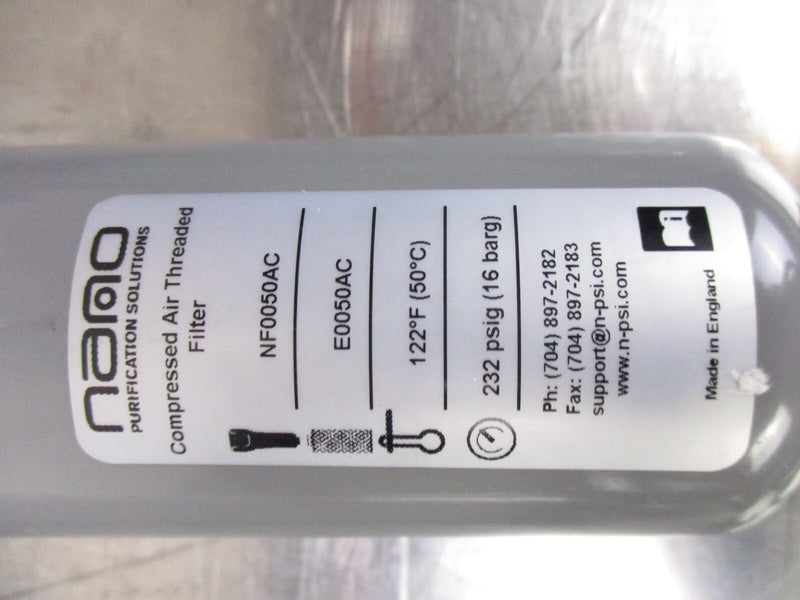 nano
PURIFICATION SOLUTIONS
Compressed Air Threaded
Filter
NF0050AC
E0050AC
122°F (50°C)
232 psig (16 barg)
Ph: (704) 897-2182
Fax: (704) 897-2183
support@n-psi.com
www.n-psi.com
i
Made in England